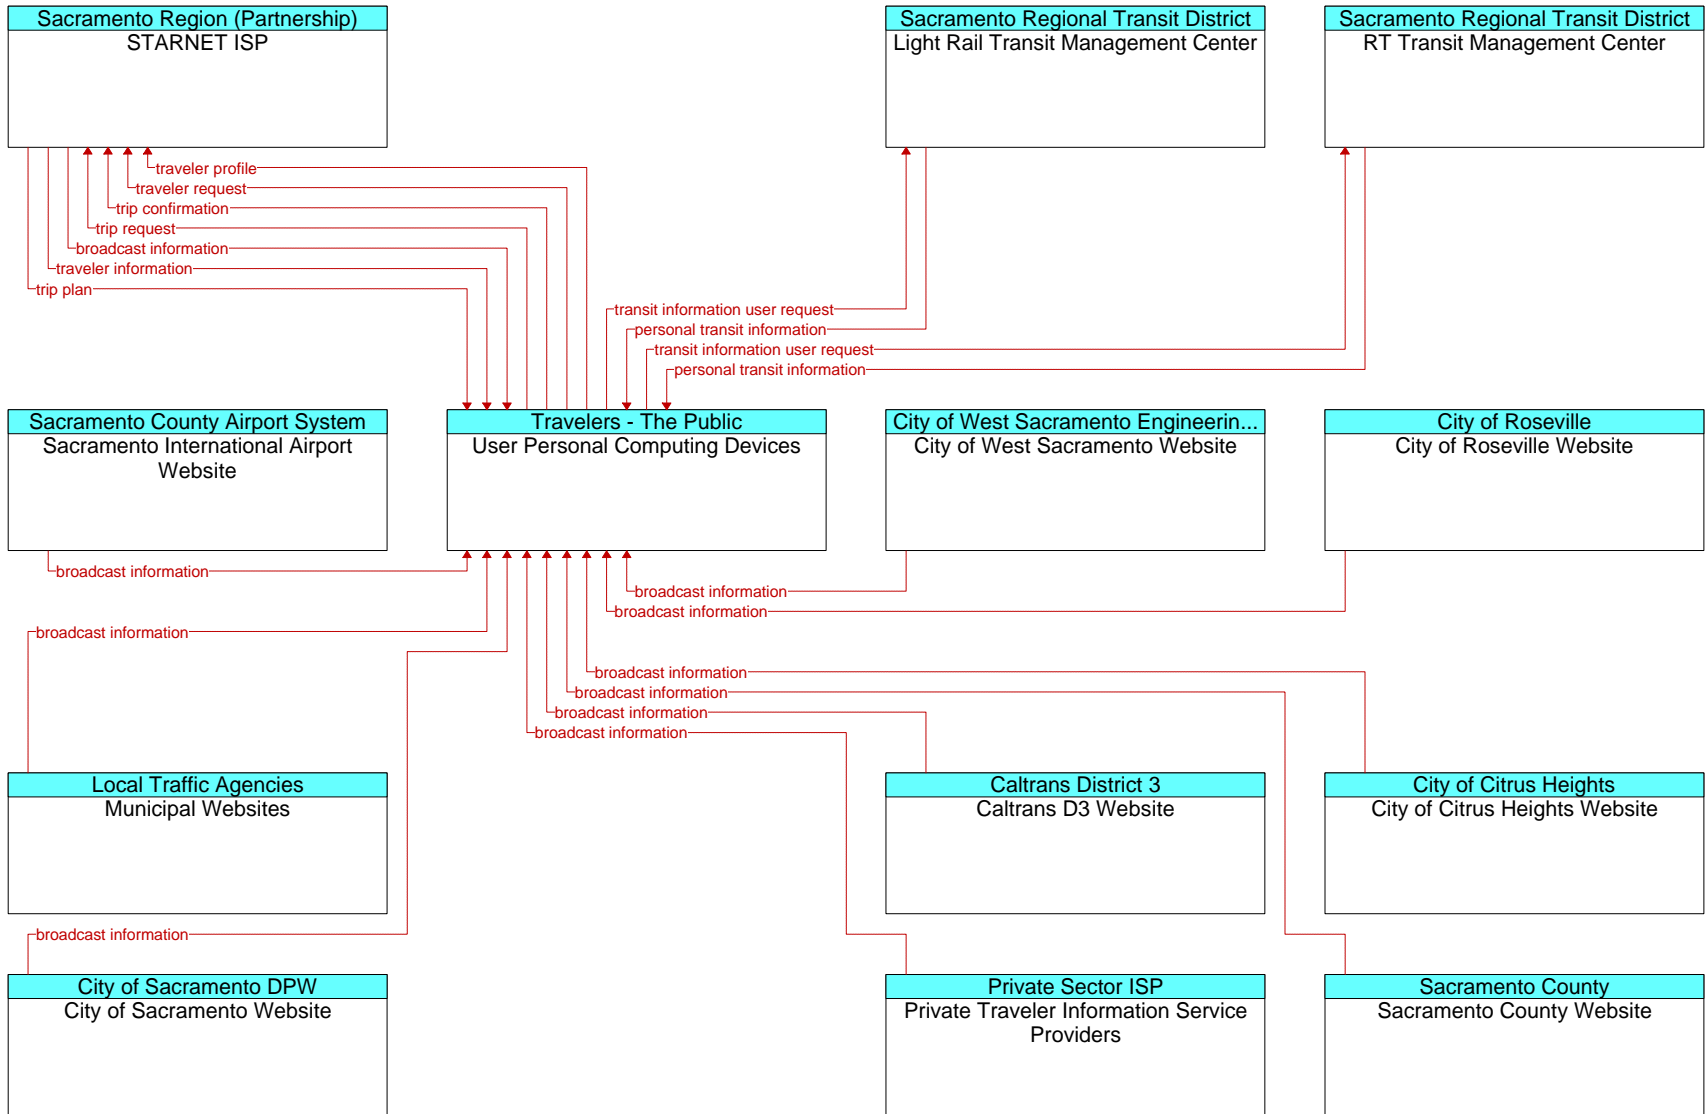 Sacramento Region (Partnership)
STARNET ISP
Sacramento Regional Transit District
Light Rail Transit Management Center
Sacramento Regional Transit District
RT Transit Management Center
traveler profile
traveler request
trip confirmation
trip request
broadcast information
traveler information
trip plan
transit information user request
personal transit information
transit information user request
personal transit information
Sacramento County Airport System
Sacramento International Airport
Website
Travelers - The Public
User Personal Computing Devices
City of West Sacramento Engineerin...
City of West Sacramento Website
City of Roseville
City of Roseville Website
broadcast information
broadcast information
broadcast information
broadcast information
broadcast information
broadcast information
broadcast information
broadcast information
Local Traffic Agencies
Municipal Websites
Caltrans District 3
Caltrans D3 Website
City of Citrus Heights
City of Citrus Heights Website
broadcast information
City of Sacramento DPW
City of Sacramento Website
Private Sector ISP
Private Traveler Information Service
Providers
Sacramento County
Sacramento County Website